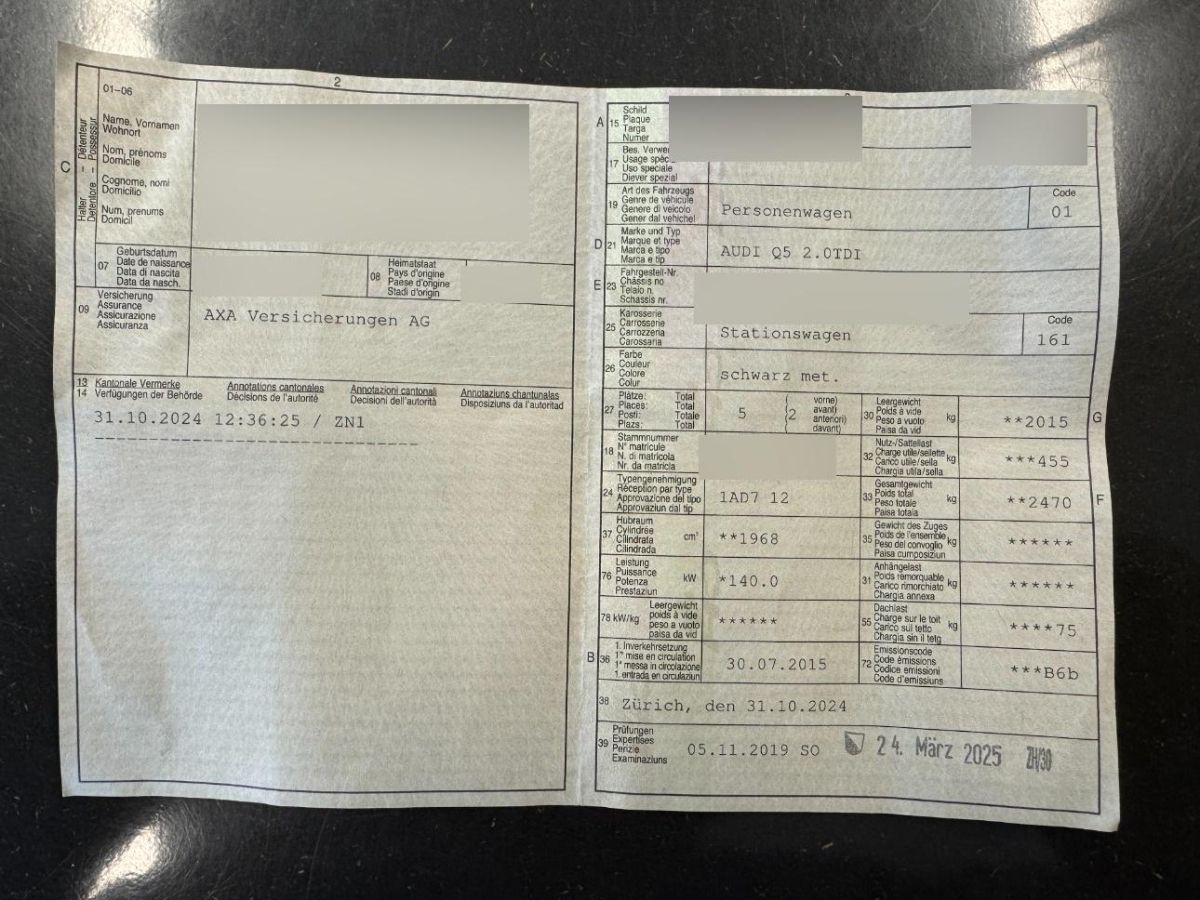 2
01-06
C
Halter - Détenteur
Detentore - Possessur
Name, Vornamen
Wohnort
Nom, prénoms
Domicile
Cognome, nomi
Domicilio
Num, prenums
Domicil
07
Geburtsdatum
Date de naissance
Data di nascita
Data da nasch.
08
Heimatstaat
Pays d'origine
Paese d'origine
Stadi d'origin
09
Versicherung
Assurance
Assicurazione
Assicuranza
AXA Versicherungen AG
13 Kantonale Vermerke Annotations cantonales Annotazioni cantonali Annotaziuns chantunalas
14 Verfügungen der Behörde Décisions de l'autorité Decisioni dell'autorità Disposiziuns da l'autoritad
31.10.2024 12:36:25 / ZN1
A 15
Schild
Plaque
Targa
Numer
17
Bes.
Usage
Uso speciale
Diever spezial
19
Art des Fahrzeugs
Genre de véhicule
Genere di veicolo
Gener dal vehichel
Personenwagen
Code
01
D 21
Marke und Typ
Marque et type
Marca e tipo
Marca e tip
AUDI Q5 2.0TDI
E 23
Fahrgestell-Nr.
Châssis no
Telaio n.
Schassis nr.
25
Karosserie
Carrosserie
Carrozzeria
Carossaria
Stationswagen
Code
161
26
Farbe
Couleur
Colore
Colur
schwarz met.
27
Plätze: Total
Places: Total
Posti: Totale
Plazs: Total
5 (2
vorne)
avant)
anteriori)
davant)
30
Leergewicht
Poids à vide
Peso a vuoto
Paisa da vid
kg
**2015
G
18
Stammnummer
N° matricule
N. di matricola
Nr. da matricla
32
Nutz-/Sattellast
Charge utile/sellette
Carico utile/sella
Chargia utila/sella
kg
***455
24
Typengenehmigung
Réception par type
Approvazione del tipo
Approvaziun dal tip
1AD7 12
33
Gesamtgewicht
Poids total
Peso totale
Paisa totala
kg
**2470
F
37
Hubraum
Cylindrée
Cilindrata
Cilindrada
cm³
**1968
35
Gewicht des Zuges
Poids de l'ensemble
Peso del convoglio
Paisa cumposiziun
kg
******
76
Leistung
Puissance
Potenza
Prestaziun
kW
*140.0
31
Anhängelast
Poids remorquable
Carico rimorchiato
Chargia annexa
kg
******
78 kW/kg
Leergewicht
poids à vide
peso a vuoto
paisa da vid
******
55
Dachlast
Charge sur le toit
Carico sul tetto
Chargia sin il tetg
kg
****75
B 36
1. Inverkehrsetzung
1re mise en circulation
1a messa in circolazione
1. entrada en circulaziun
30.07.2015
72
Emissionscode
Code émissions
Codice emissioni
Code d'emissiuns
***B6b
38 Zürich, den 31.10.2024
39
Prüfungen
Expertises
Perizie
Examinaziuns
05.11.2019 SO
24. März 2025 ZH/30